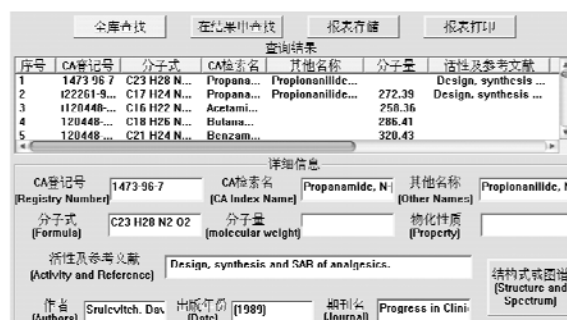 全库查找 在结果中查找 报表存储 报表打印
查询结果
序号 CA登记号 分子式 CA检索名 其他名称 分子量 活性及参考文献
1 1473 96 7 C23 H28 N... Propana... Propionanilide... Design, synthesis ...
2 122261-9... C17 H24 N... Propana... Propionanilide... 272.39 Design, synthesis ...
3 C16 H22 N... Acetami... 258.36
4 120448-... C18 H26 N... Butana... 286.41
5 120448-... C21 H24 N... Benzam... 320.43
详细信息
CA登记号 1473-96-7 CA检索名 Propanamide, N- 其他名称 Propionanilide, N
(Registry Number) (CA Index Name) (Other Names)
分子式 C23 H28 N2 O2 分子量 物化性质
(Formula) (molecular weight) (Property)
活性及参考文献 Design, synthesis and SAR of analgesics.
(Activity and Reference)
结构式或图谱
(Structure and Spectrum)
作者 Srulevitch, Dav 出版年份 (1989) 期刊名 Progress in Clini
(Authors) (Date) (Journal)